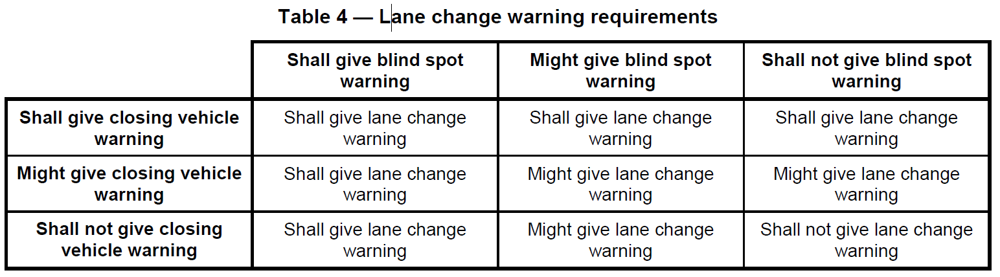 Table 4 — Lane change warning requirements
Shall give blind spot
warning
Might give blind spot
warning
Shall not give blind spot
warning
Shall give closing vehicle
warning
Shall give lane change
warning
Shall give lane change
warning
Shall give lane change
warning
Might give closing vehicle
warning
Shall give lane change
warning
Might give lane change
warning
Might give lane change
warning
Shall not give closing
vehicle warning
Shall give lane change
warning
Might give lane change
warning
Shall not give lane change
warning